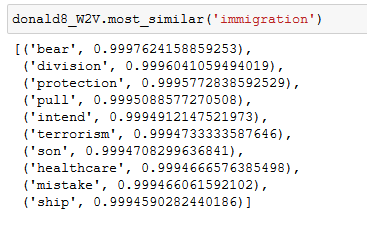 donald8_W2V.most_similar('immigration')
[('bear', 0.9997624158859253),
('division', 0.9996041059494019),
('protection', 0.9995772838592529),
('pull', 0.9995088577270508),
('intend', 0.9994912147521973),
('terrorism', 0.9994733333587646),
('son', 0.9994708299636841),
('healthcare', 0.9994666576385498),
('mistake', 0.999466061592102),
('ship', 0.9994590282440186)]